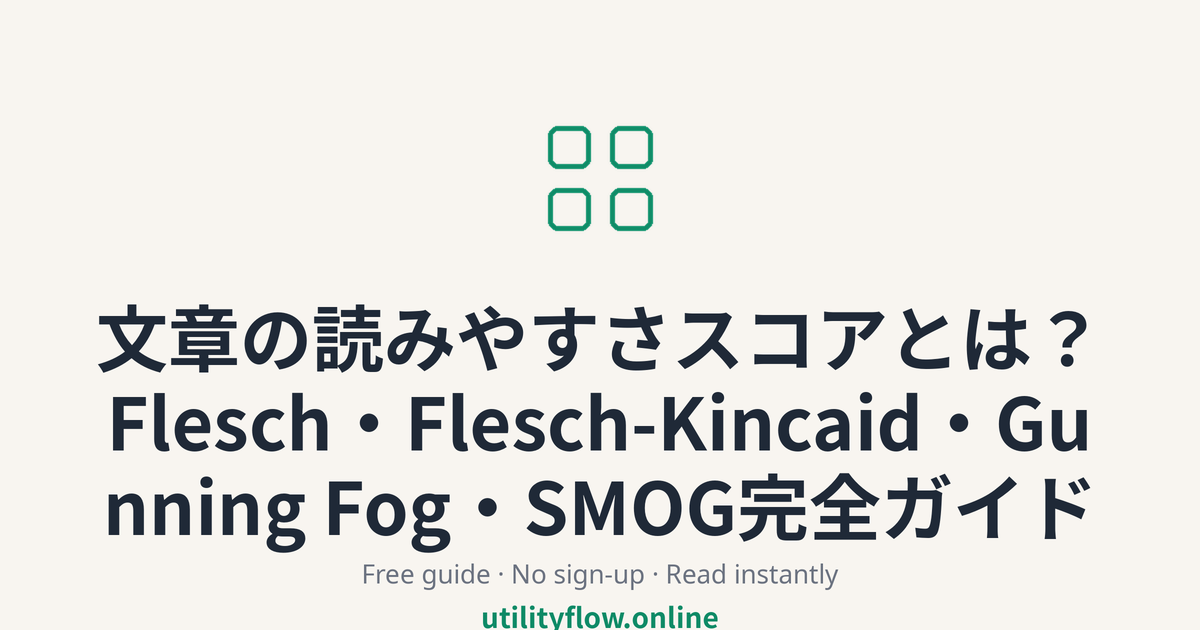 文章の読みやすさスコアとは？
Flesch・Flesch-Kincaid・Gu
nning Fog・SMOG完全ガイド
Free guide · No sign-up · Read instantly
utilityflow.online